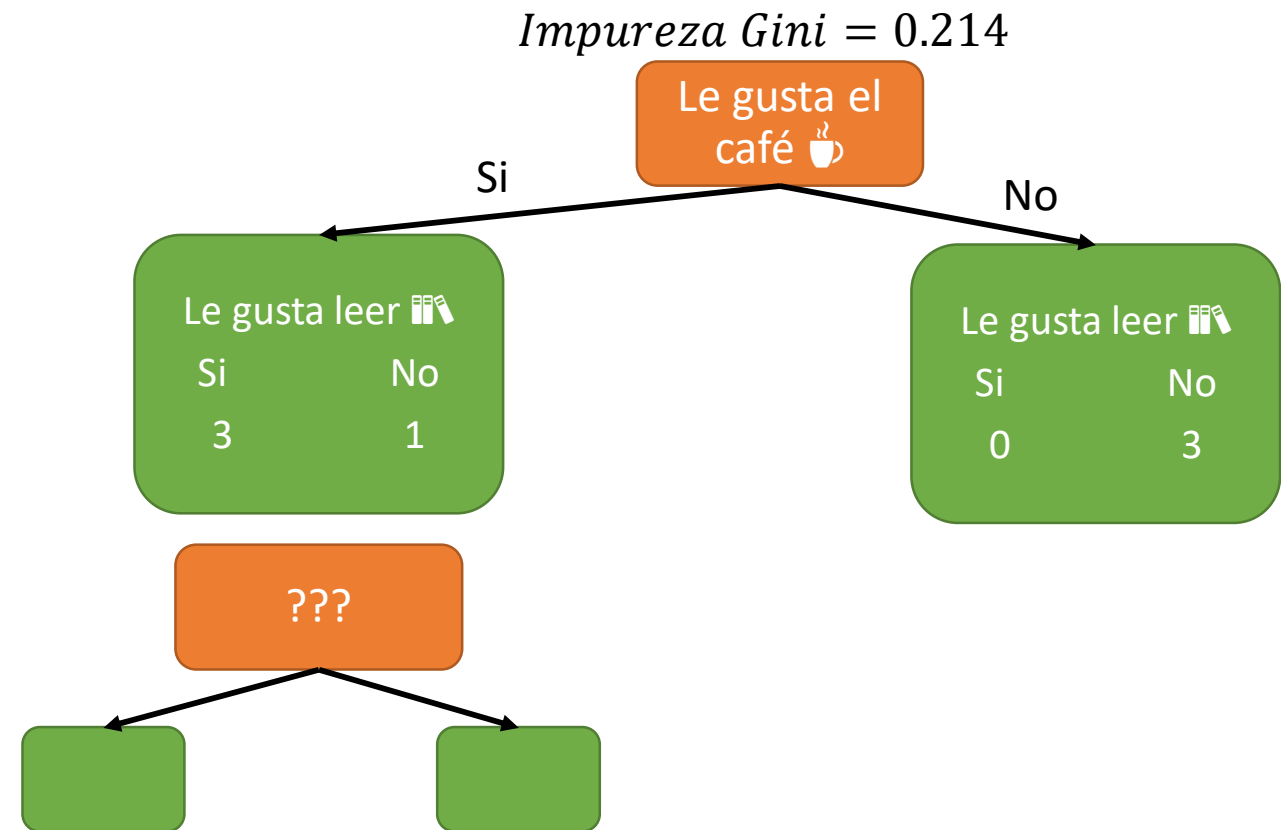 Impureza Gini = 0.214
Le gusta el
café
Si
No
Le gusta leer
Si No
3 1
Le gusta leer
Si No
0 3
???